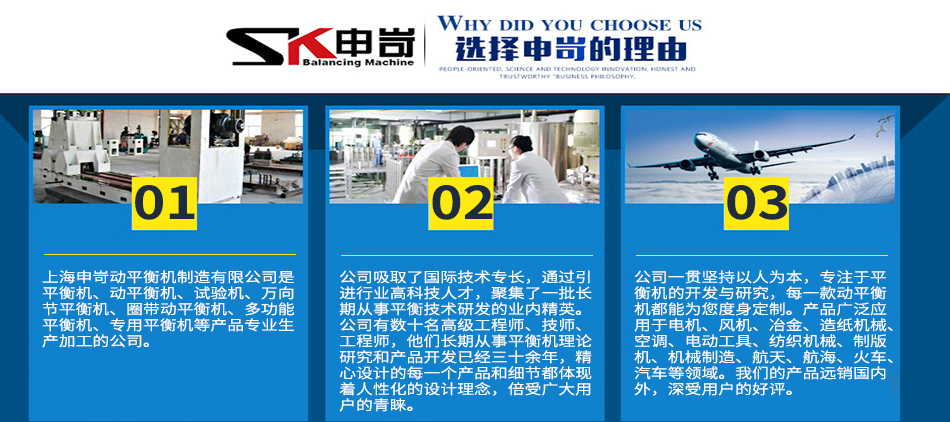 SK申岢
Balancing Machine
WHY DID YOU CHOOSE US
选择申岢的理由
PEOPLE-ORIENTED, SCIENCE AND TECHNOLOGY INNOVATION, HONEST AND
TRUSTWORTHY "BUSINESS PHILOSOPHY.
01
上海申岢动平衡机制造有限公司是
平衡机、动平衡机、试验机、万向
节平衡机、圈带动平衡机、多功能
平衡机、专用平衡机等产品专业生
产加工的公司。
02
公司吸取了国际技术专长，通过引
进行业高科技人才，聚集了一批长
期从事平衡技术研发的业内精英。
公司有数十名高级工程师、技师、
工程师，他们长期从事平衡机理论
研究和产品开发已经三十余年，精
心设计的每一个产品和细节都体现
着人性化的设计理念，倍受广大用
户的青睐。
03
公司一贯坚持以人为本，专注于平
衡机的开发与研究，每一款动平衡
机都能为您度身定制。产品广泛应
用于电机、风机、冶金、造纸机械、
空调、电动工具、纺织机械、制版
机、机械制造、航天、航海、火车、
汽车等领域。我们的产品远销国内
外，深受用户的好评。